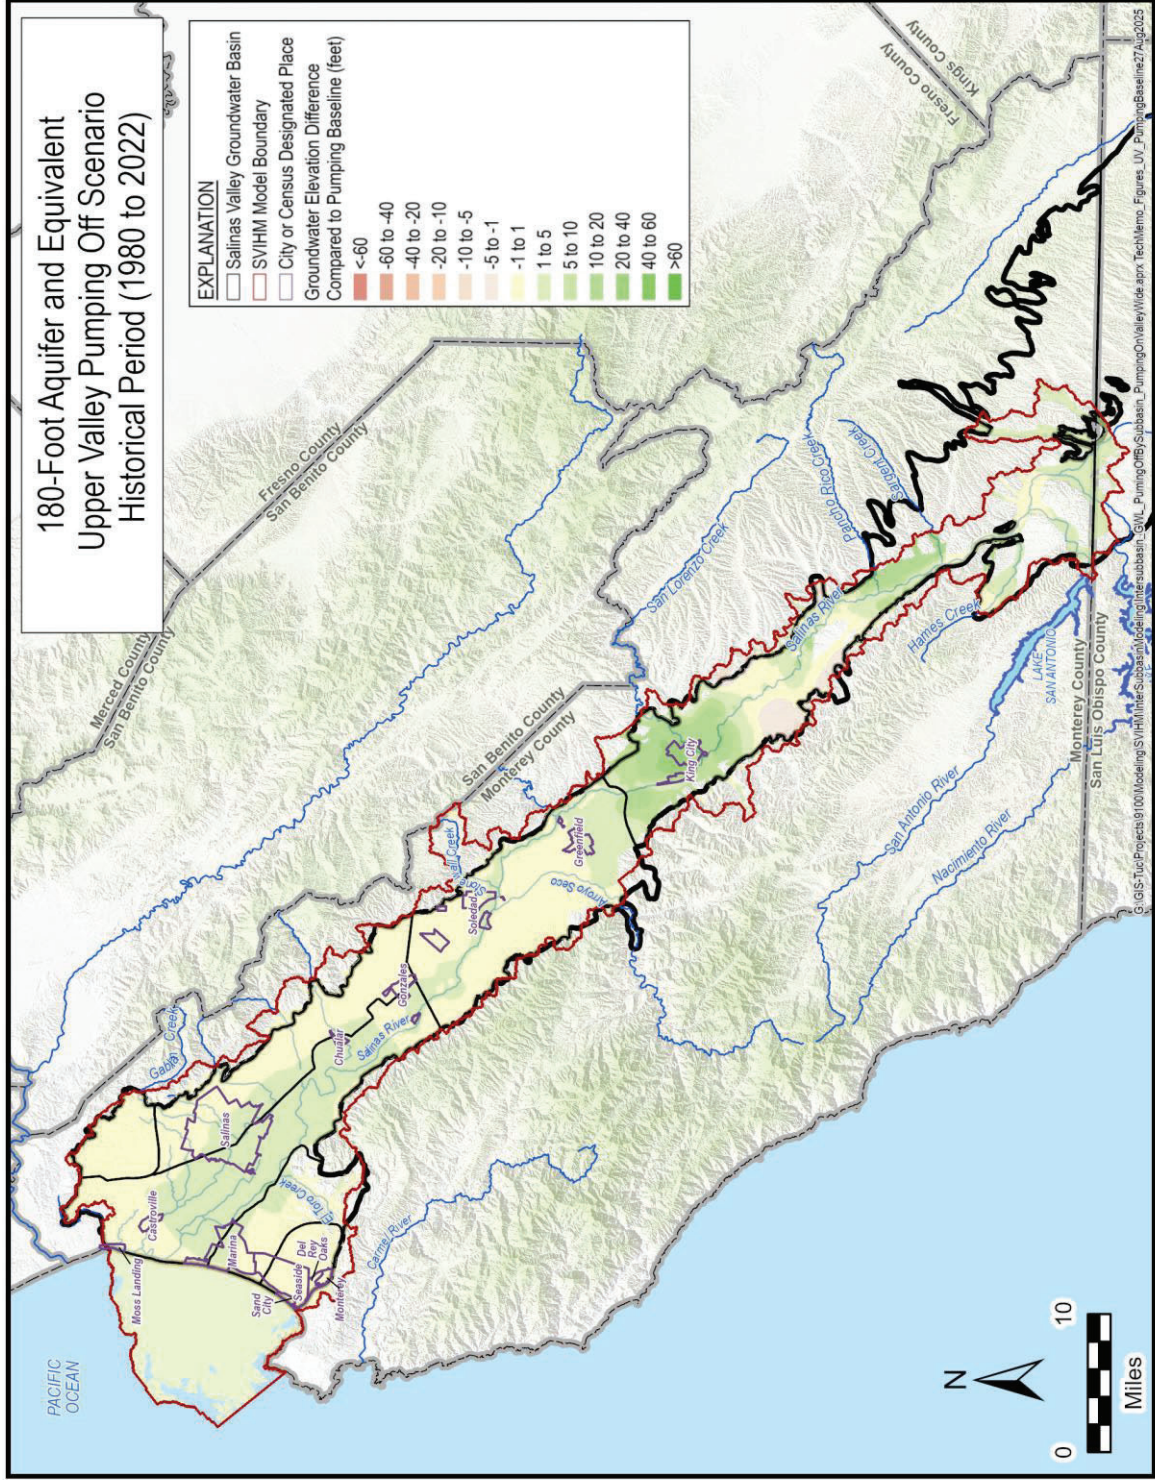 180-Foot Aquifer and Equivalent
Upper Valley Pumping Off Scenario
Historical Period (1980 to 2022)
EXPLANATION
Salinas Valley Groundwater Basin
SVIHM Model Boundary
City or Census Designated Place
Groundwater Elevation Difference
Compared to Pumping Baseline (feet)
<-60
-60 to -40
-40 to -20
-20 to -10
-10 to -5
-5 to -1
-1 to 1
1 to 5
5 to 10
10 to 20
20 to 40
40 to 60
>60
Merced County
San Benito County
Fresno County
San Benito County
Fresno County
Kings County
San Benito County
Monterey County
Monterey County
San Luis Obispo County
PACIFIC
OCEAN
Moss Landing
Castroville
Gabilan Creek
Salinas
Marina
El Toro Creek
Sand
City
Seaside
Del
Rey
Oaks
Monterey
Carmel River
Chualar
Salinas River
Gonzales
Soledad
Arroyo Seco
Greenfield
King City
San Lorenzo Creek
Salinas River
Pancho Rico Creek
Sargent Creek
Hames Creek
LAKE
SAN ANTONIO
San Antonio River
Nacimiento River
N
0 10
Miles